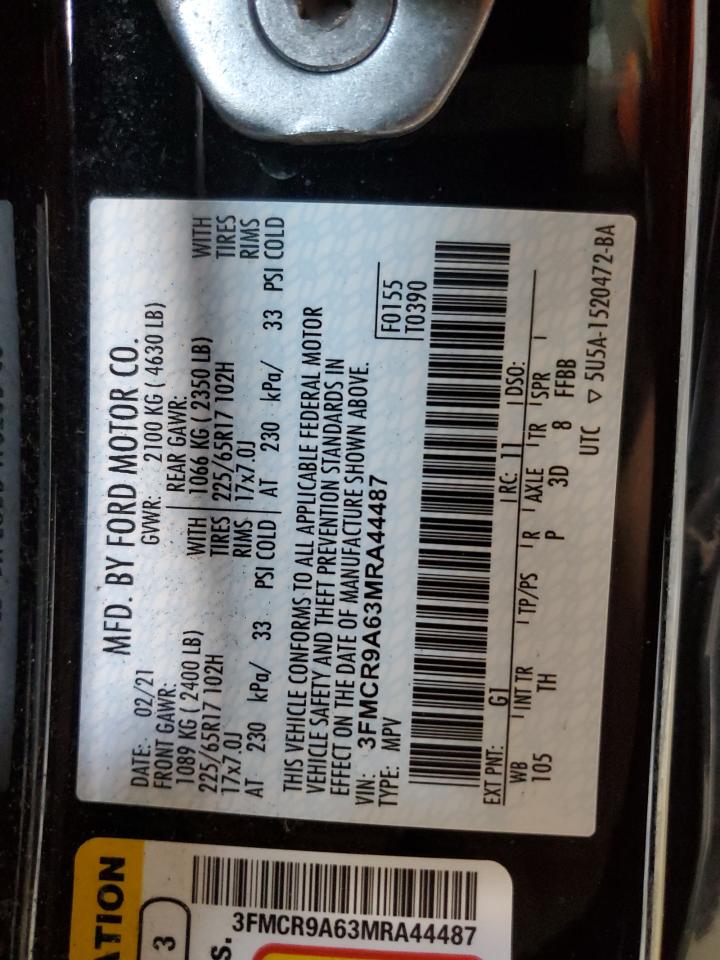 MFD. BY FORD MOTOR CO.
DATE: 02/21 GVWR: 2100 KG ( 4630 LB)
FRONT GAWR: REAR GAWR:
1089 KG ( 2400 LB) WITH 1066 KG ( 2350 LB) WITH
225/65R17 102H TIRES 225/65R17 102H TIRES
17x7.0J RIMS 17x7.0J RIMS
AT 230 kPa/ 33 PSI COLD AT 230 kPa/ 33 PSI COLD
THIS VEHICLE CONFORMS TO ALL APPLICABLE FEDERAL MOTOR
VEHICLE SAFETY AND THEFT PREVENTION STANDARDS IN
EFFECT ON THE DATE OF MANUFACTURE SHOWN ABOVE.
VIN: 3FMCR9A63MRA44487 F0155
TYPE: MPV T0390
EXT PNT: G1 RC: 11 DSO:
WB INT TR TP/PS R AXLE TR SPR
105 TH P 3D 8 FFBB
UTC ▽ 5U5A-1520472-BA
ATION
3
S.
3FMCR9A63MRA44487